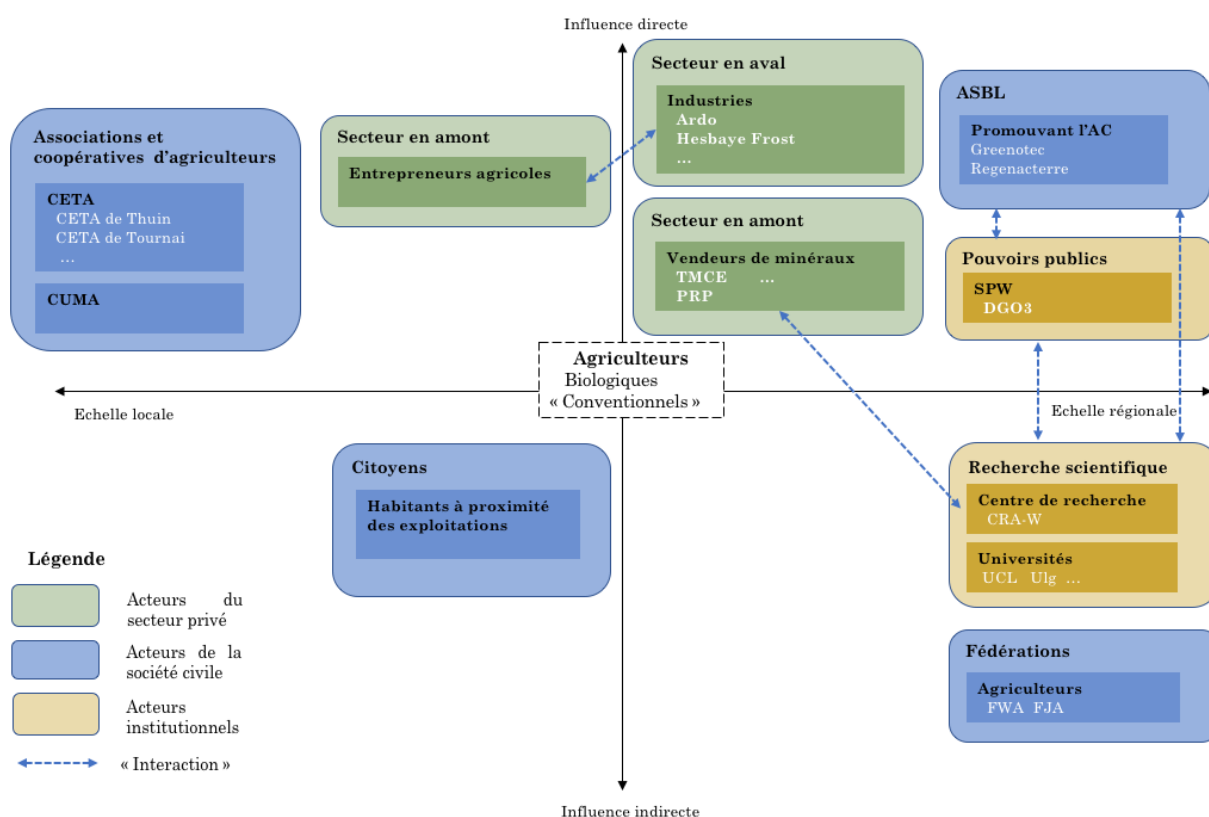 Influence directe
Associations et
coopératives d'agriculteurs
CETA
CETA de Thuin
CETA de Tournai
...
CUMA
Secteur en amont
Entrepreneurs agricoles
Secteur en aval
Industries
Ardo
Hesbaye Frost
...
Secteur en amont
Vendeurs de minéraux
TMCE ...
PRP
ASBL
Promouvant l'AC
Greenotec
Regenacterre
Pouvoirs publics
SPW
DGO3
Agriculteurs
Biologiques
« Conventionnels »
Echelle locale
Echelle régionale
Citoyens
Habitants à proximité
des exploitations
Recherche scientifique
Centre de recherche
CRA-W
Universités
UCL Ulg ...
Fédérations
Agriculteurs
FWA FJA
Légende
Acteurs du
secteur privé
Acteurs de la
société civile
Acteurs
institutionnels
« Interaction »
Influence indirecte